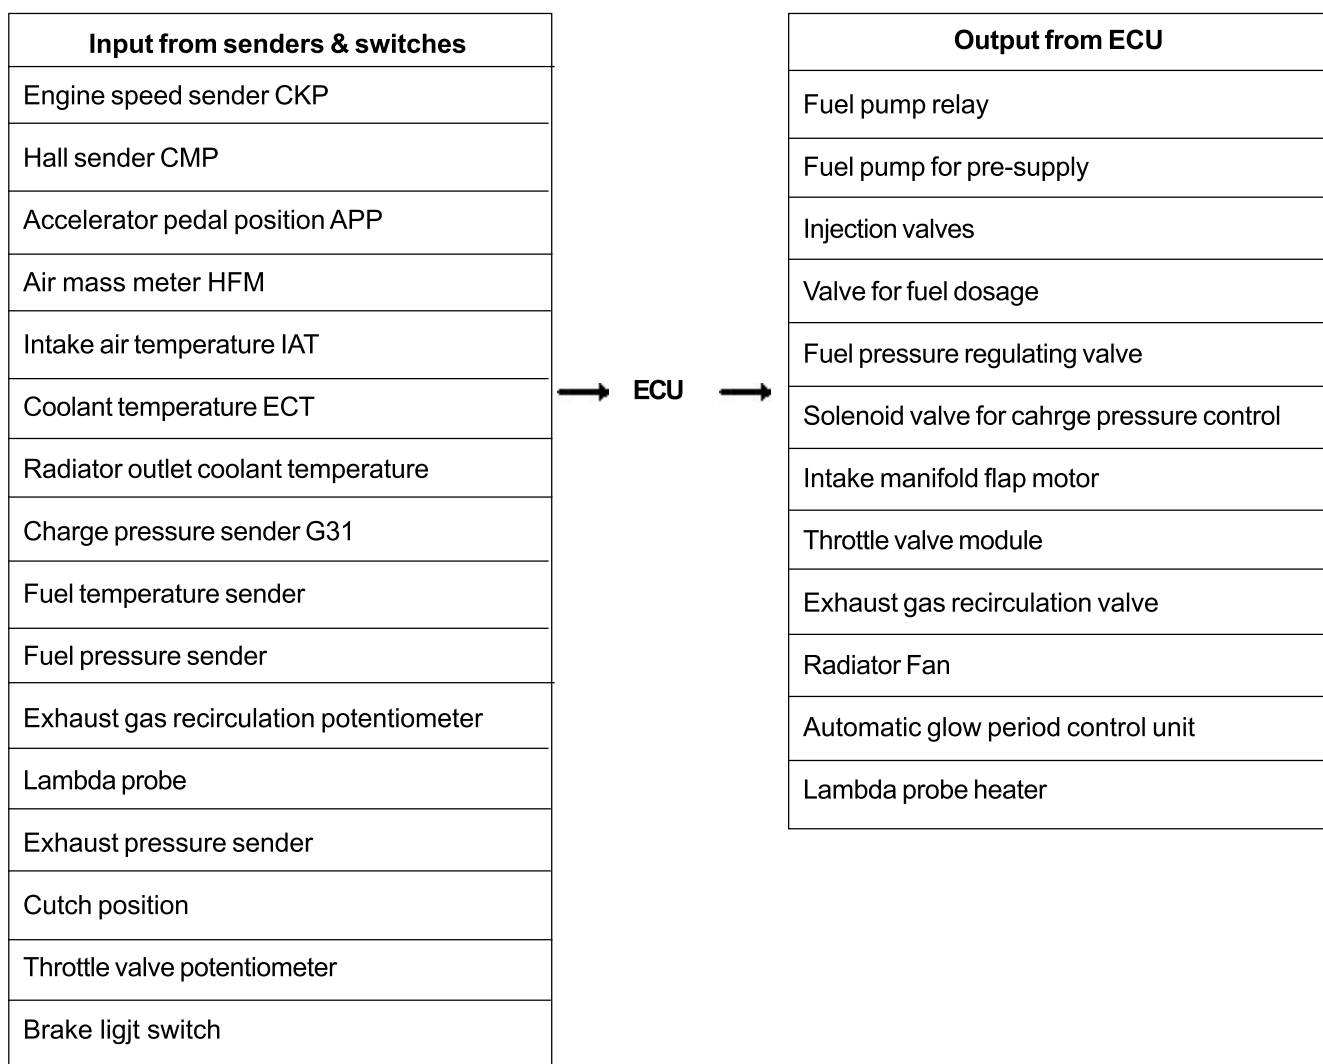 Input from senders & switches
Engine speed sender CKP
Hall sender CMP
Accelerator pedal position APP
Air mass meter HFM
Intake air temperature IAT
Coolant temperature ECT
Radiator outlet coolant temperature
Charge pressure sender G31
Fuel temperature sender
Fuel pressure sender
Exhaust gas recirculation potentiometer
Lambda probe
Exhaust pressure sender
Cutch position
Throttle valve potentiometer
Brake ligjt switch
ECU
Output from ECU
Fuel pump relay
Fuel pump for pre-supply
Injection valves
Valve for fuel dosage
Fuel pressure regulating valve
Solenoid valve for cahrge pressure control
Intake manifold flap motor
Throttle valve module
Exhaust gas recirculation valve
Radiator Fan
Automatic glow period control unit
Lambda probe heater